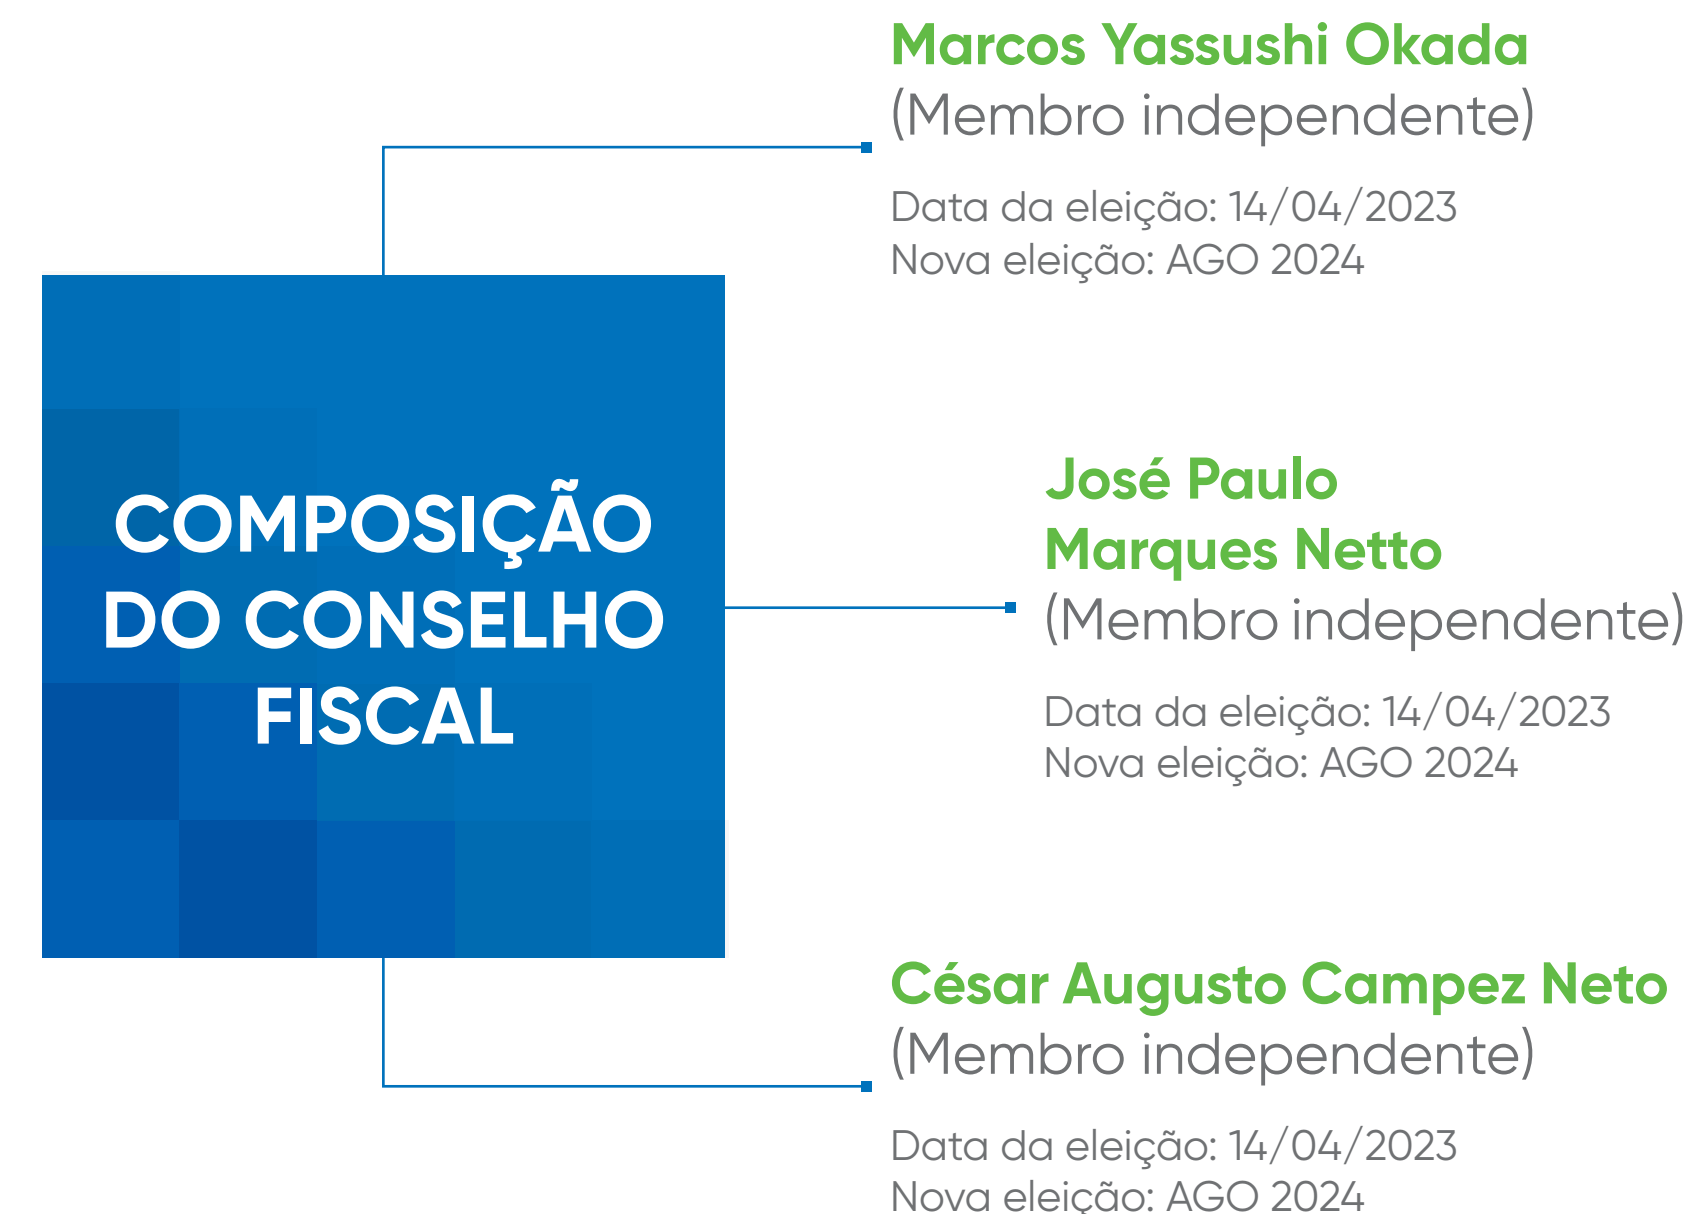 Marcos Yassushi Okada
(Membro independente)
Data da eleição: 14/04/2023
Nova eleição: AGO 2024
COMPOSIÇÃO
DO CONSELHO
FISCAL
José Paulo
Marques Netto
(Membro independente)
Data da eleição: 14/04/2023
Nova eleição: AGO 2024
César Augusto Campez Neto
(Membro independente)
Data da eleição: 14/04/2023
Nova eleição: AGO 2024